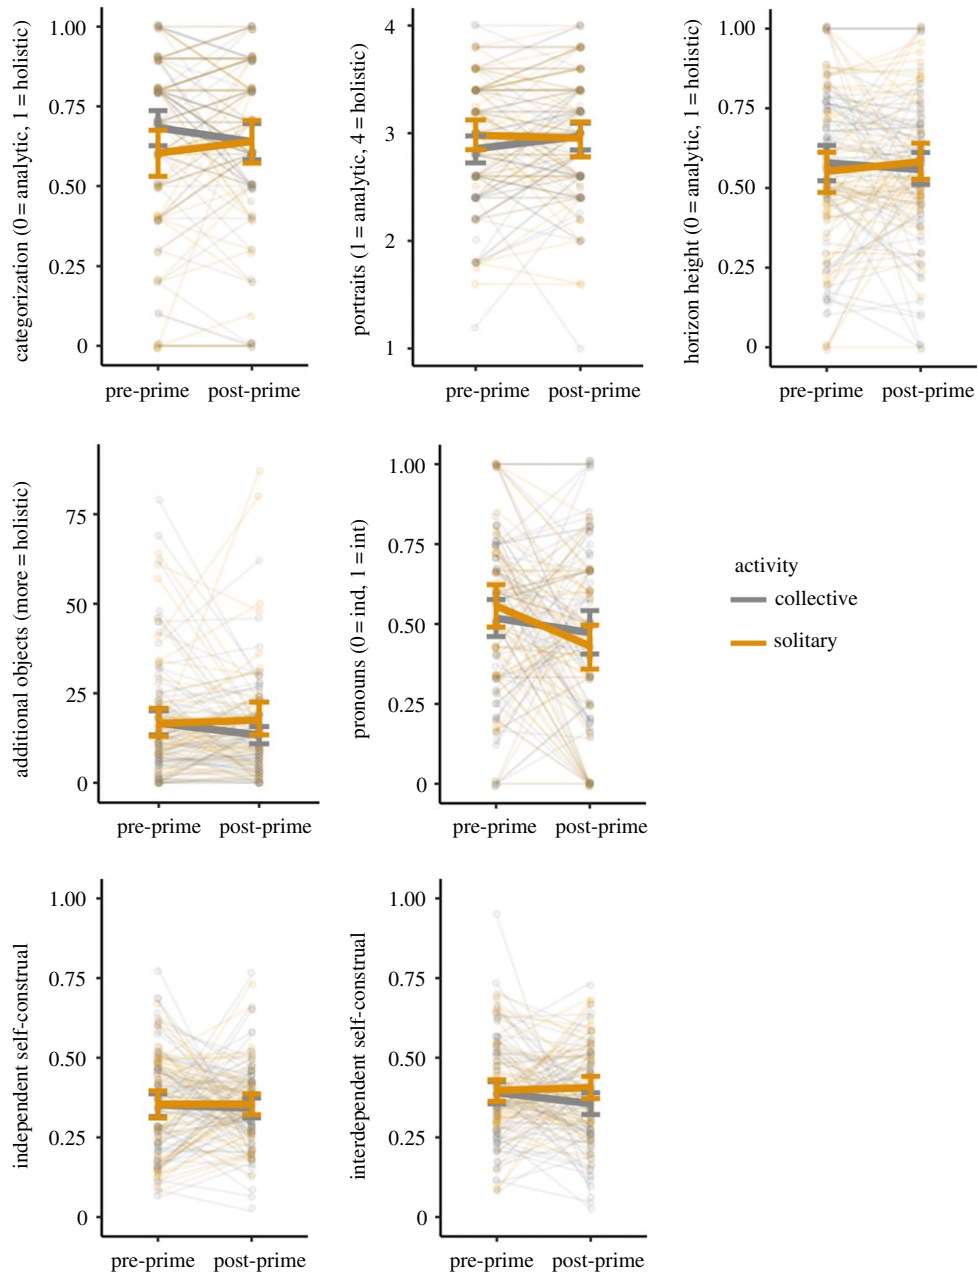 categorization (0 = analytic, 1 = holistic)
1.00
0.75
0.50
0.25
0
pre-prime post-prime
portraits (1 = analytic, 4 = holistic)
4
3
2
1
pre-prime post-prime
horizon height (0 = analytic, 1 = holistic)
1.00
0.75
0.50
0.25
0
pre-prime post-prime
additional objects (more = holistic)
75
50
25
0
pre-prime post-prime
pronouns (0 = ind, 1 = int)
1.00
0.75
0.50
0.25
0
pre-prime post-prime
activity
collective
solitary
independent self-construal
1.00
0.75
0.50
0.25
0
pre-prime post-prime
interdependent self-construal
1.00
0.75
0.50
0.25
0
pre-prime post-prime